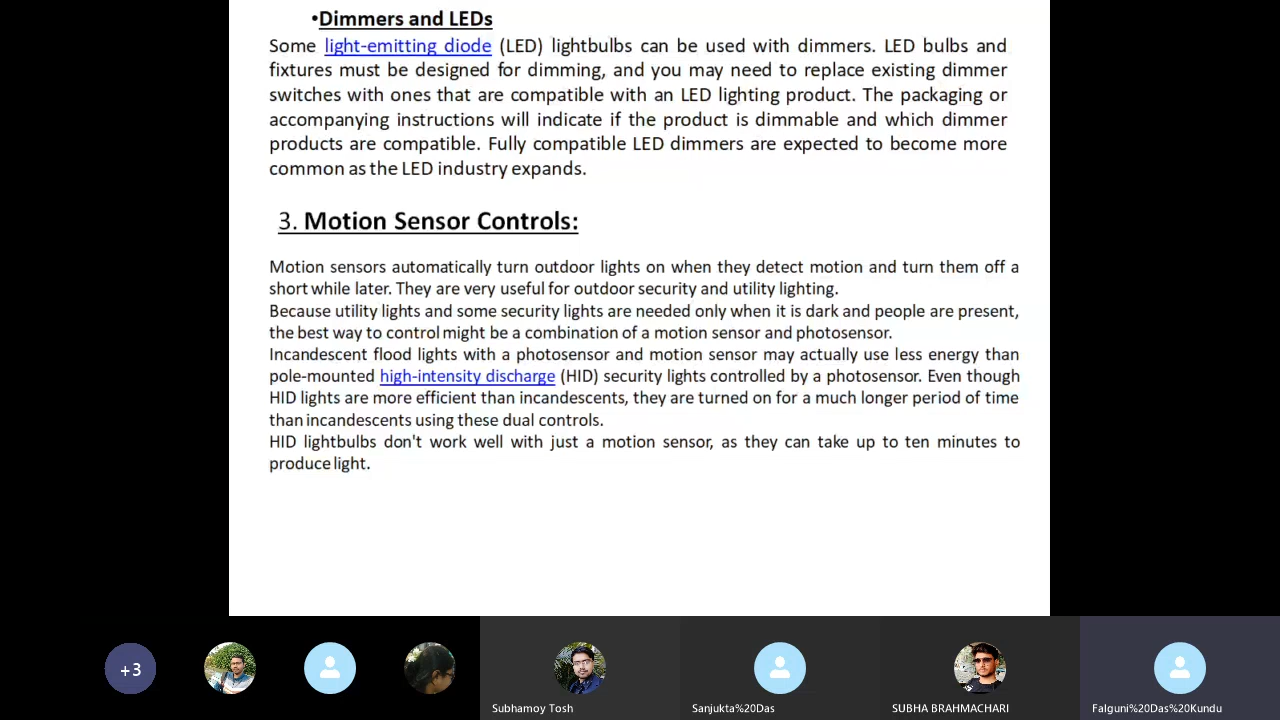 •Dimmers and LEDs
Some light-emitting diode (LED) lightbulbs can be used with dimmers. LED bulbs and
fixtures must be designed for dimming, and you may need to replace existing dimmer
switches with ones that are compatible with an LED lighting product. The packaging or
accompanying instructions will indicate if the product is dimmable and which dimmer
products are compatible. Fully compatible LED dimmers are expected to become more
common as the LED industry expands.
3. Motion Sensor Controls:
Motion sensors automatically turn outdoor lights on when they detect motion and turn them off a
short while later. They are very useful for outdoor security and utility lighting.
Because utility lights and some security lights are needed only when it is dark and people are present,
the best way to control might be a combination of a motion sensor and photosensor.
Incandescent flood lights with a photosensor and motion sensor may actually use less energy than
pole-mounted high-intensity discharge (HID) security lights controlled by a photosensor. Even though
HID lights are more efficient than incandescents, they are turned on for a much longer period of time
than incandescents using these dual controls.
HID lightbulbs don't work well with just a motion sensor, as they can take up to ten minutes to
produce light.
+3
Subhamoy Tosh
Sanjukta%20Das
SUBHA BRAHMACHARI
Falguni%20Das%20Kundu